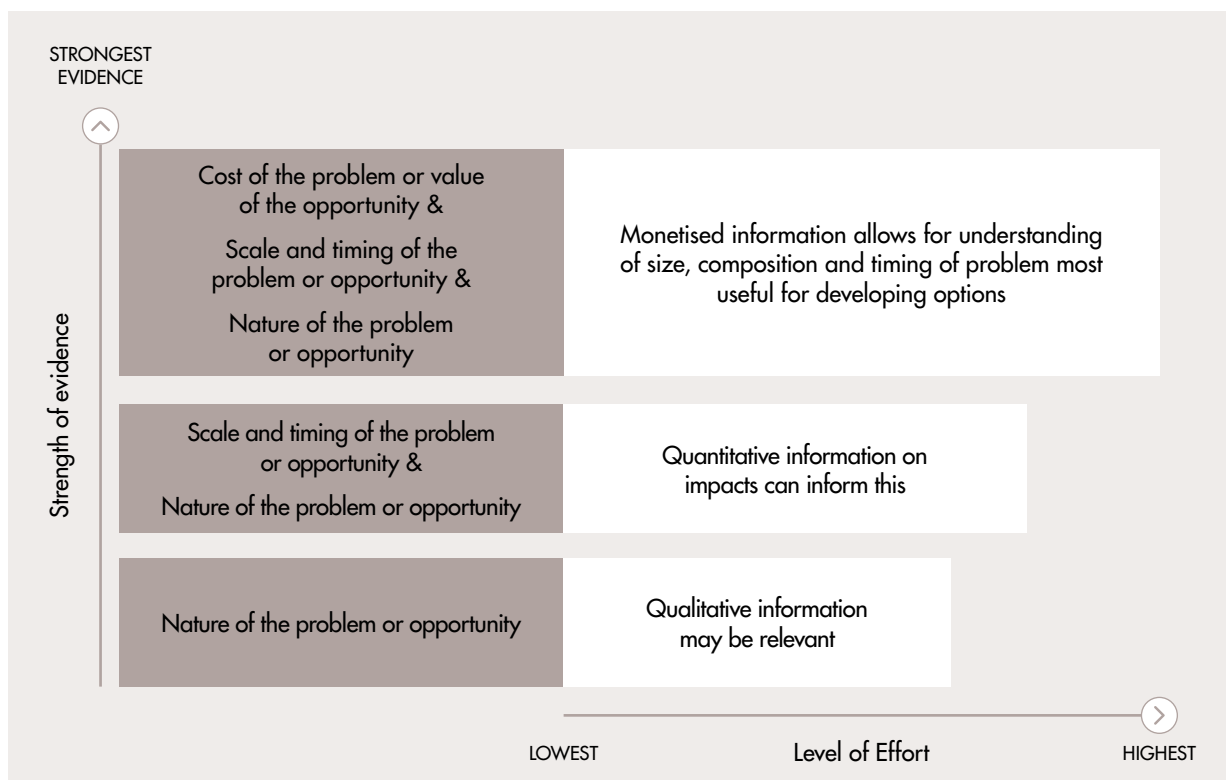 STRONGEST
EVIDENCE
Strength of evidence
Cost of the problem or value
of the opportunity &
Scale and timing of the
problem or opportunity &
Nature of the problem
or opportunity
Monetised information allows for understanding
of size, composition and timing of problem most
useful for developing options
Scale and timing of the problem
or opportunity &
Nature of the problem or opportunity
Quantitative information on
impacts can inform this
Nature of the problem or opportunity
Qualitative information
may be relevant
LOWEST
Level of Effort
HIGHEST